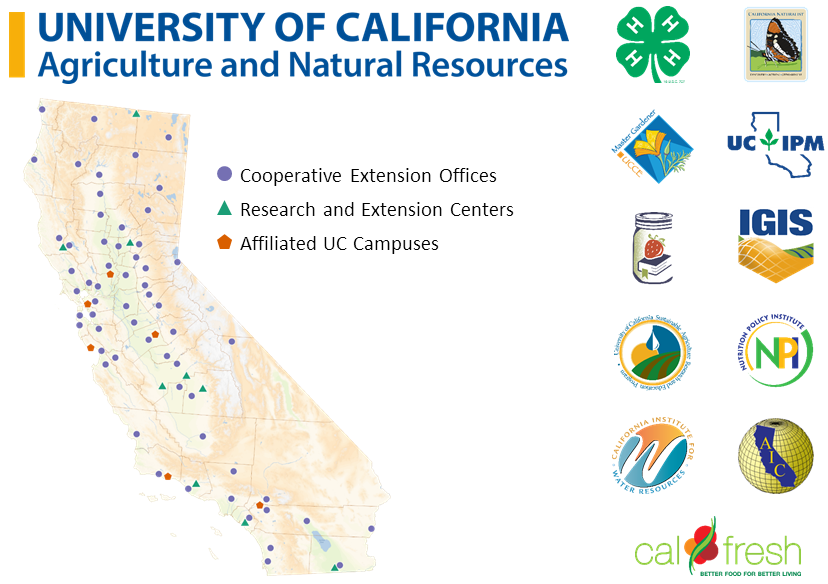 UNIVERSITY OF CALIFORNIA
Agriculture and Natural Resources
Cooperative Extension Offices
Research and Extension Centers
Affiliated UC Campuses
H H
H H
CALIFORNIA NATURALIST
Master Gardener
UCCE
UC IPM
IGIS
University of California Sustainable Agriculture Research and Education Program
NUTRITION POLICY INSTITUTE
NPI
CALIFORNIA INSTITUTE FOR
WATER RESOURCES
AIC
cal fresh
BETTER FOOD FOR BETTER LIVING